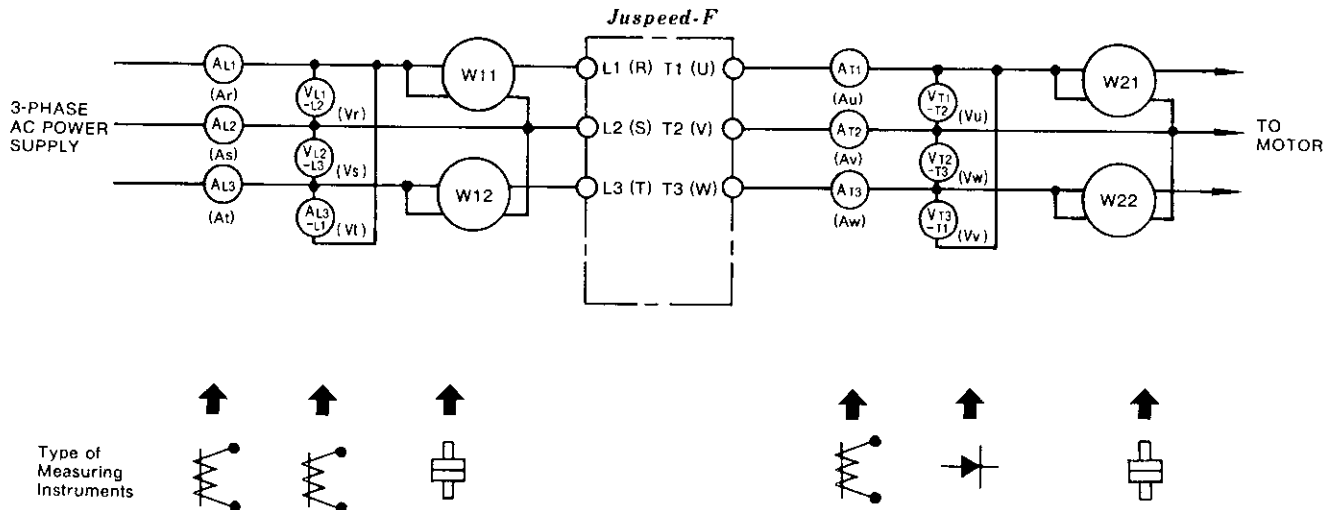 Juspeed-F
3-PHASE
AC POWER
SUPPLY
AL1
(Ar)
AL2
(As)
AL3
(At)
VL1
-L2
(Vr)
VL2
-L3
(Vs)
AL3
-L1
(Vt)
W11
W12
L1 (R) T1 (U)
L2 (S) T2 (V)
L3 (T) T3 (W)
AT1
(Au)
AT2
(Av)
AT3
(Aw)
VT1
-T2
(Vu)
VT2
-T3
(Vw)
VT3
-T1
(Vv)
W21
W22
TO
MOTOR
Type of
Measuring
Instruments